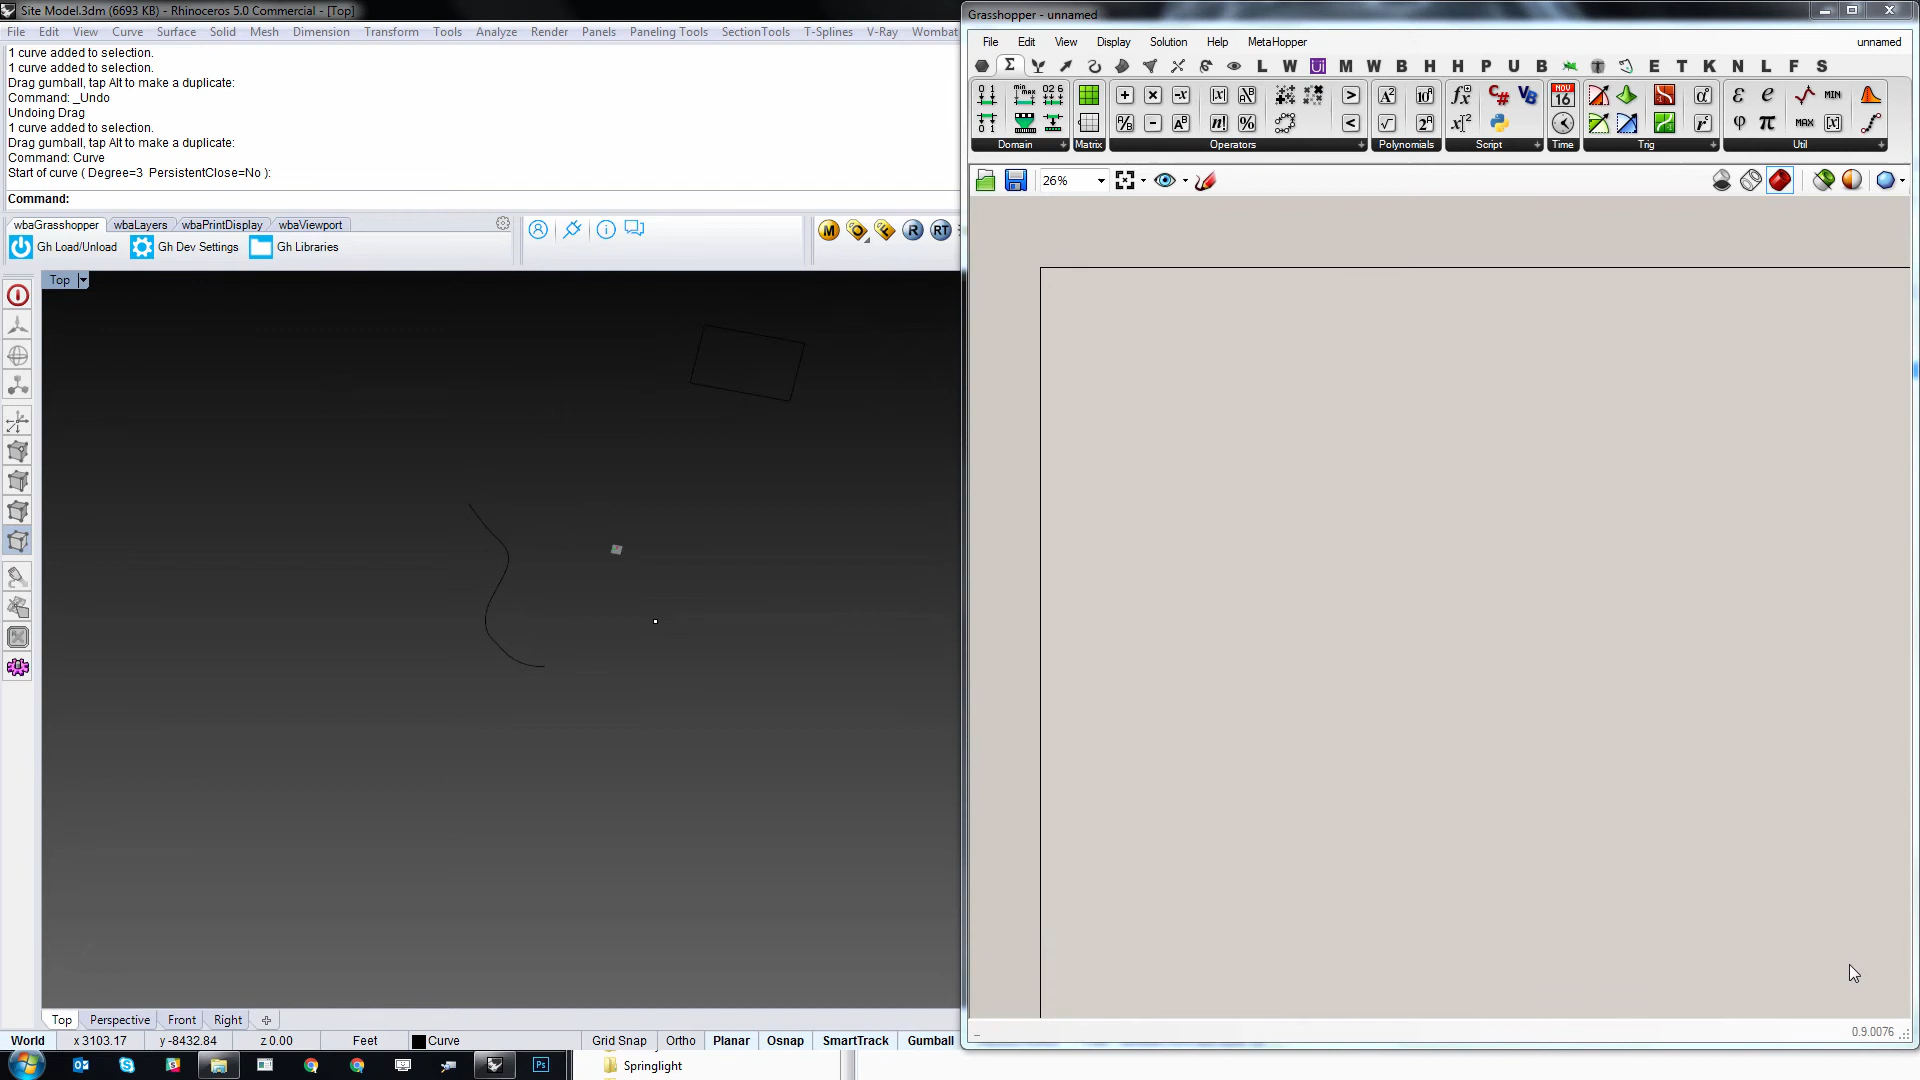 Site Model.3dm (6693 KB) - Rhinoceros 5.0 Commercial - [Top]
File Edit View Curve Surface Solid Mesh Dimension Transform Tools Analyze Render Panels Paneling Tools SectionTools T-Splines V-Ray Wombat
1 curve added to selection.
1 curve added to selection.
Drag gumball, tap Alt to make a duplicate:
Command: _Undo
Undoing Drag
1 curve added to selection.
Drag gumball, tap Alt to make a duplicate:
Command: Curve
Start of curve ( Degree=3 PersistentClose=No ):
Command:
wbaGrasshopper wbaLayers wbaPrintDisplay wbaViewport
Gh Load/Unload Gh Dev Settings Gh Libraries
M R RT
Top
Top Perspective Front Right
World x 3103.17 y -8432.84 z 0.00 Feet Curve Grid Snap Ortho Planar Osnap SmartTrack Gumball
Springlight
Grasshopper - unnamed
File Edit View Display Solution Help MetaHopper unnamed
L W Ui M W B H H P U B E T K N L F S
NOV 16
MIN
MAX
Domain Matrix Operators Polynomials Script Time Trig Util
26%
0.9.0076